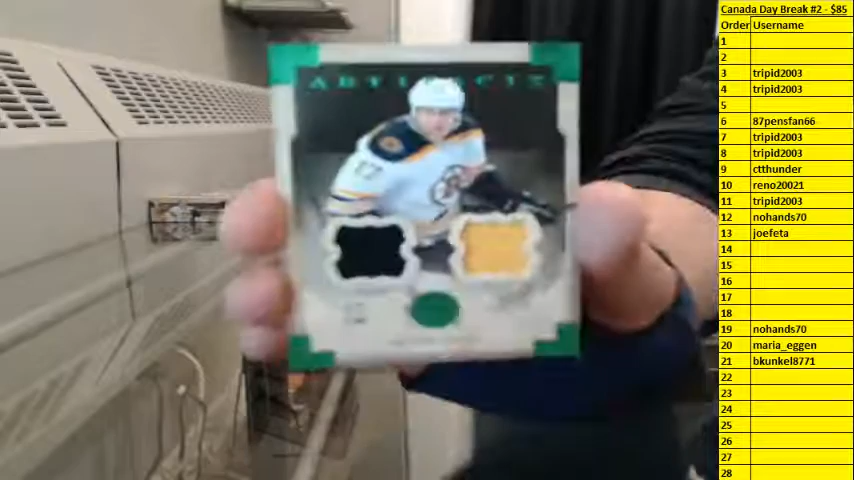 Canada Day Break #2 - $85
Order Username
1
2
3 tripid2003
4 tripid2003
5
6 87pensfan66
7 tripid2003
8 tripid2003
9 ctthunder
10 reno20021
11 tripid2003
12 nohands70
13 joefeta
14
15
16
17
18
19 nohands70
20 maria_eggen
21 bkunkel8771
22
23
24
25
26
27
28
ARTIFACTS